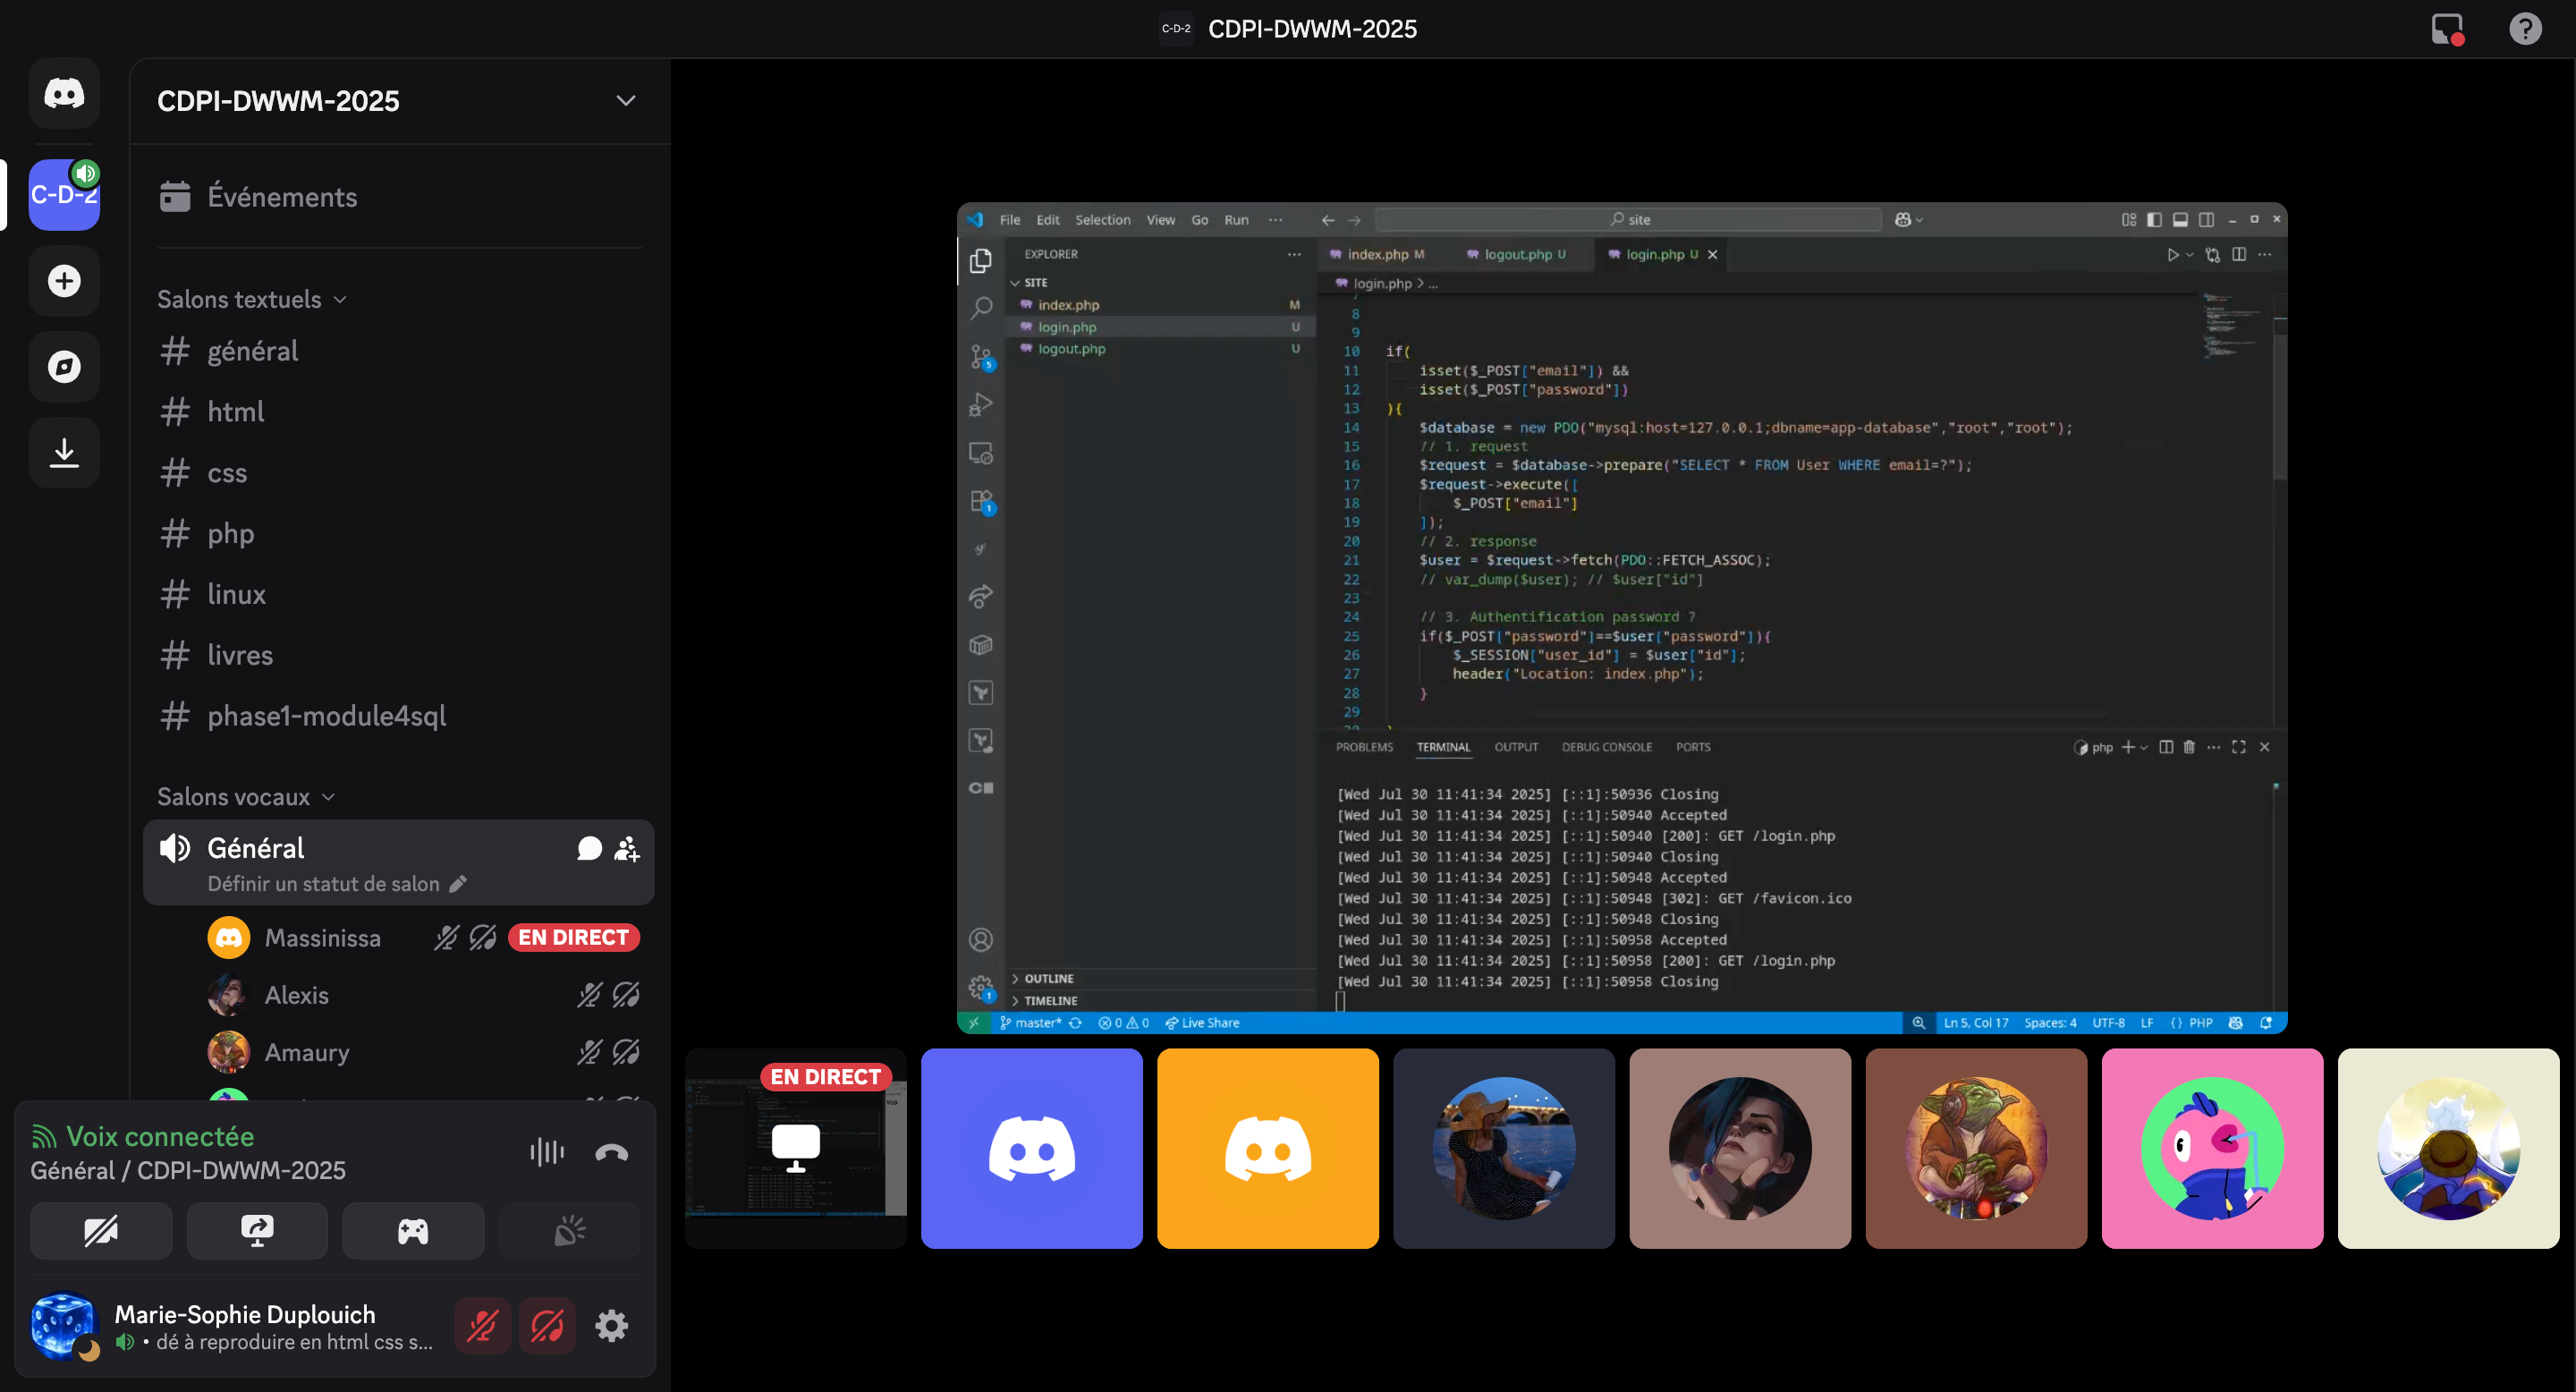 C-D-2 CDPI-DWWM-2025
C-D-2
CDPI-DWWM-2025
Événements
Salons textuels
général
html
css
php
linux
livres
phase1-module4sql
Salons vocaux
Général
Définir un statut de salon
Massinissa EN DIRECT
Alexis
Amaury
Voix connectée
Général / CDPI-DWWM-2025
Marie-Sophie Duplouich
• dé à reproduire en html css s...
File Edit Selection View Go Run ··· site
EXPLORER ···
SITE
index.php M
login.php U
logout.php U
OUTLINE
TIMELINE
5
1
1
index.php M logout.php U login.php U
login.php > ...
7
8
9
10 if(
11 isset($_POST["email"]) &&
12 isset($_POST["password"])
13 ){
14 $database = new PDO("mysql:host=127.0.0.1;dbname=app-database","root","root");
15 // 1. request
16 $request = $database->prepare("SELECT * FROM User WHERE email=?");
17 $request->execute([
18 $_POST["email"]
19 ]);
20 // 2. response
21 $user = $request->fetch(PDO::FETCH_ASSOC);
22 // var_dump($user); // $user["id"]
23
24 // 3. Authentification password ?
25 if($_POST["password"]==$user["password"]){
26 $_SESSION["user_id"] = $user["id"];
27 header("Location: index.php");
28 }
29
PROBLEMS TERMINAL OUTPUT DEBUG CONSOLE PORTS php
[Wed Jul 30 11:41:34 2025] [::1]:50936 Closing
[Wed Jul 30 11:41:34 2025] [::1]:50940 Accepted
[Wed Jul 30 11:41:34 2025] [::1]:50940 [200]: GET /login.php
[Wed Jul 30 11:41:34 2025] [::1]:50940 Closing
[Wed Jul 30 11:41:34 2025] [::1]:50948 Accepted
[Wed Jul 30 11:41:34 2025] [::1]:50948 [302]: GET /favicon.ico
[Wed Jul 30 11:41:34 2025] [::1]:50948 Closing
[Wed Jul 30 11:41:34 2025] [::1]:50958 Accepted
[Wed Jul 30 11:41:34 2025] [::1]:50958 [200]: GET /login.php
[Wed Jul 30 11:41:34 2025] [::1]:50958 Closing
master* 0 0 Live Share Ln 5, Col 17 Spaces: 4 UTF-8 LF {} PHP
EN DIRECT